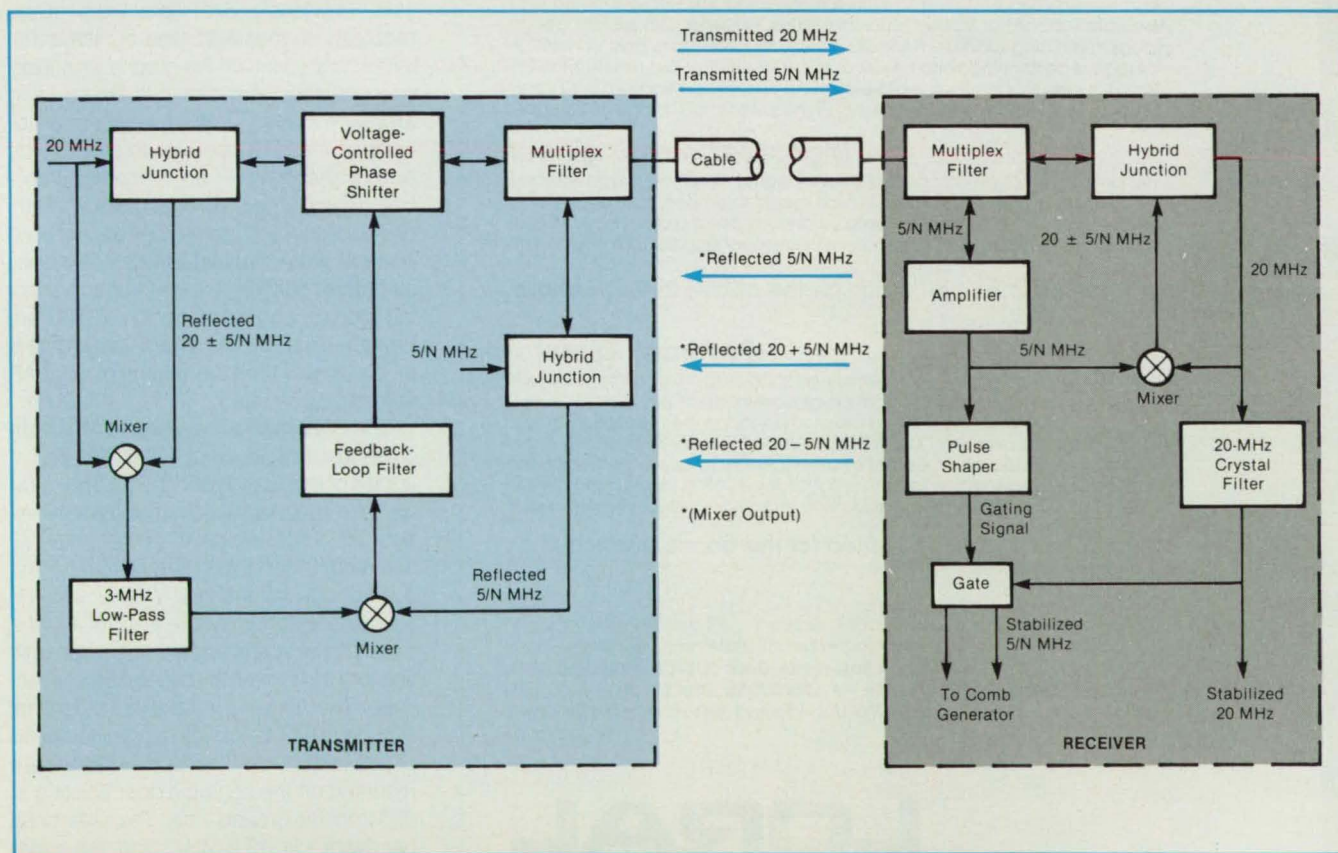 Transmitted 20 MHz
Transmitted 5/N MHz
20 MHz
Hybrid
Junction
Voltage-
Controlled
Phase
Shifter
Multiplex
Filter
Cable
Multiplex
Filter
Hybrid
Junction
Reflected
20 ± 5/N MHz
5/N MHz
Hybrid
Junction
*Reflected 5/N MHz
*Reflected 20 + 5/N MHz
*Reflected 20 − 5/N MHz
*(Mixer Output)
5/N MHz
20 ± 5/N MHz
20 MHz
Amplifier
5/N MHz
Mixer
Mixer
Feedback-
Loop Filter
Pulse
Shaper
20-MHz
Crystal
Filter
Gating
Signal
3-MHz
Low-Pass
Filter
Mixer
Reflected
5/N MHz
Gate
Stabilized
5/N MHz
To Comb
Generator
Stabilized
20 MHz
TRANSMITTER
RECEIVER